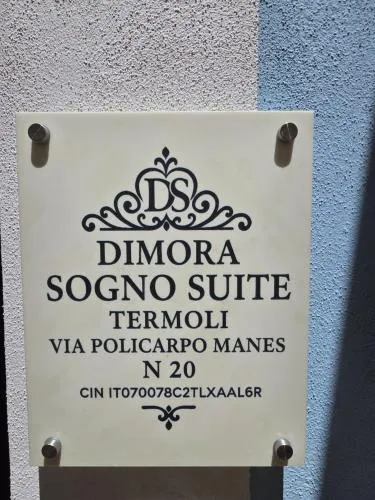 DS
DIMORA
SOGNO SUITE
TERMOLI
VIA POLICARPO MANES
N 20
CIN IT070078C2TLXAAL6R